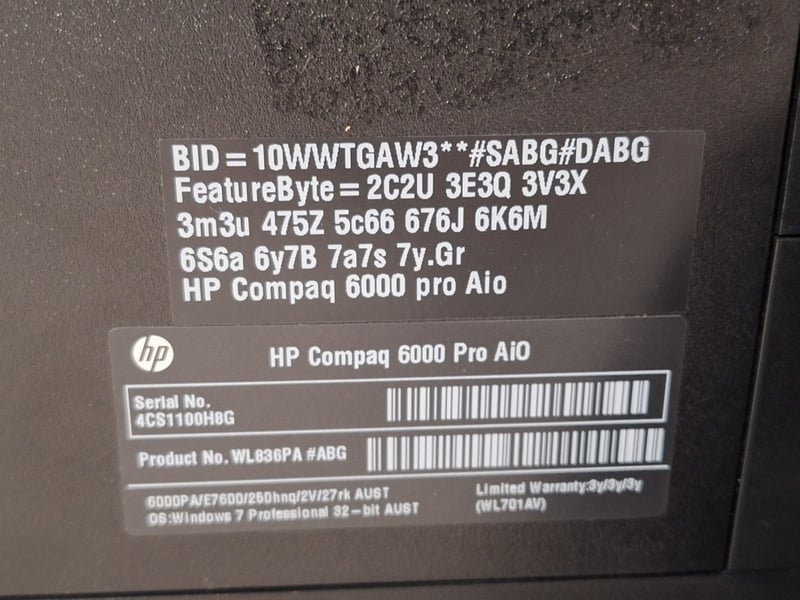 BID = 10WWTGAW3**#SABG#DABG
FeatureByte = 2C2U 3E3Q 3V3X
3m3u 475Z 5c66 676J 6K6M
6S6a 6y7B 7a7s 7y.Gr
HP Compaq 6000 pro Aio
hp
HP Compaq 6000 Pro AiO
Serial No.
4CS1100H8G
Product No. WL836PA #ABG
6000PA/E7600/250hnq/2V/27rk AUST
OS:Windows 7 Professional 32-bit AUST
Limited Warranty:3y/3y/3y
(WL701AV)